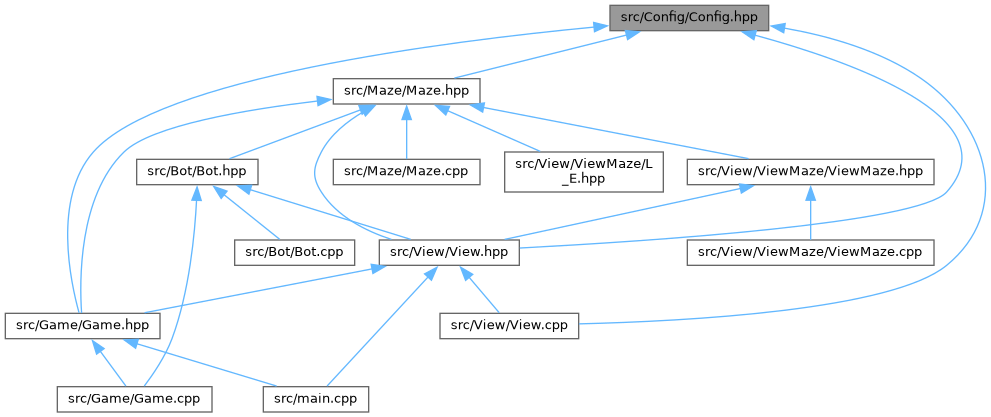 src/Config/Config.hpp
src/Maze/Maze.hpp
src/Bot/Bot.hpp
src/Maze/Maze.cpp
src/View/ViewMaze/L
_E.hpp
src/View/ViewMaze/ViewMaze.hpp
src/Bot/Bot.cpp
src/View/View.hpp
src/View/ViewMaze/ViewMaze.cpp
src/Game/Game.hpp
src/View/View.cpp
src/Game/Game.cpp
src/main.cpp